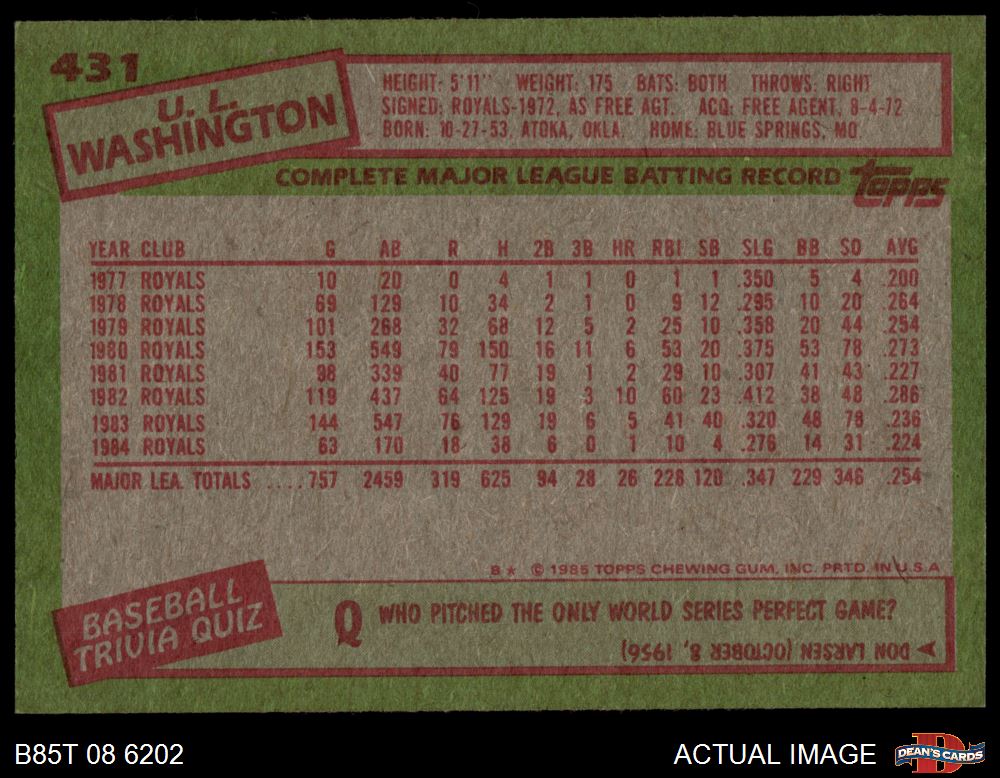 431
U. L.
WASHINGTON
HEIGHT: 5'11" WEIGHT: 175 BATS: BOTH THROWS: RIGHT
SIGNED: ROYALS-1972, AS FREE AGT. ACQ: FREE AGENT, 8-4-72
BORN: 10-27-53, ATOKA, OKLA. HOME: BLUE SPRINGS, MO.
COMPLETE MAJOR LEAGUE BATTING RECORD topps
YEAR CLUB G AB R H 2B 3B HR RBI SB SLG BB SO AVG
1977 ROYALS 10 20 0 4 1 1 0 1 1 .350 5 4 .200
1978 ROYALS 69 129 10 34 2 1 0 9 12 .295 10 20 .264
1979 ROYALS 101 268 32 68 12 5 2 25 10 .358 20 44 .254
1980 ROYALS 153 549 79 150 16 11 6 53 20 .375 53 78 .273
1981 ROYALS 98 339 40 77 19 1 2 29 10 .307 41 43 .227
1982 ROYALS 119 437 64 125 19 3 10 60 23 .412 38 48 .286
1983 ROYALS 144 547 76 129 19 6 5 41 40 .320 48 78 .236
1984 ROYALS 63 170 18 38 6 0 1 10 4 .276 14 31 .224
MAJOR LEA. TOTALS ....757 2459 319 625 94 28 26 228 120 .347 229 346 .254
B* © 1985 TOPPS CHEWING GUM, INC. PRTD. IN U.S.A
BASEBALL
TRIVIA QUIZ
Q WHO PITCHED THE ONLY WORLD SERIES PERFECT GAME?
DON LARSEN (OCTOBER 8, 1956)
B85T 08 6202 ACTUAL IMAGE DEAN'S CARDS